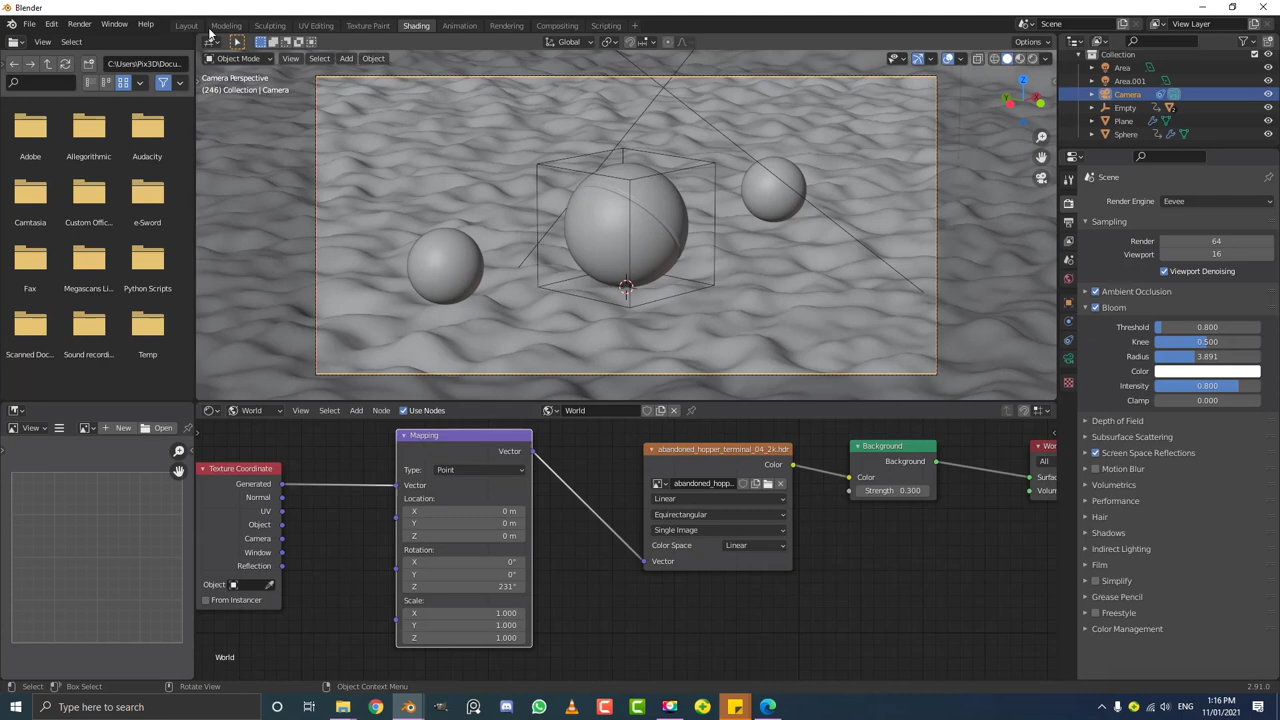 Blender
File Edit Render Window Help Layout Modeling Sculpting UV Editing Texture Paint Shading Animation Rendering Compositing Scripting + Scene View Layer
View Select Global Options
C:\Users\Pix3D\Docu... Object Mode View Select Add Object
Camera Perspective
(246) Collection | Camera
Adobe Allegorithmic Audacity
Camtasia Custom Offic... e-Sword
Fax Megascans Li... Python Scripts
Scanned Doc... Sound recordi... Temp
Z
Y
Collection
Area
Area.001
Camera
Empty
Plane
Sphere
Scene
Render Engine Eevee
Sampling
Render 64
Viewport 16
Viewport Denoising
Ambient Occlusion
Bloom
Threshold 0.800
Knee 0.500
Radius 3.891
Color
Intensity 0.800
Clamp 0.000
Depth of Field
Subsurface Scattering
Screen Space Reflections
Motion Blur
Volumetrics
Performance
Hair
Shadows
Indirect Lighting
Film
Simplify
Grease Pencil
Freestyle
Color Management
View New Open
World View Select Add Node Use Nodes World
Texture Coordinate
Generated
Normal
UV
Object
Camera
Window
Reflection
Object
From Instancer
Mapping
Vector
Type: Point
Vector
Location:
X 0 m
Y 0 m
Z 0 m
Rotation:
X 0°
Y 0°
Z 231°
Scale:
X 1.000
Y 1.000
Z 1.000
abandoned_hopper_terminal_04_2k.hdr
Color
abandoned_hopp...
Linear
Equirectangular
Single Image
Color Space Linear
Vector
Background
Background
Color
Strength 0.300
Wor
All
Surfac
Volum
World
Select Box Select Rotate View Object Context Menu 2.91.0
Type here to search ENG 1:16 PM
11/01/2021